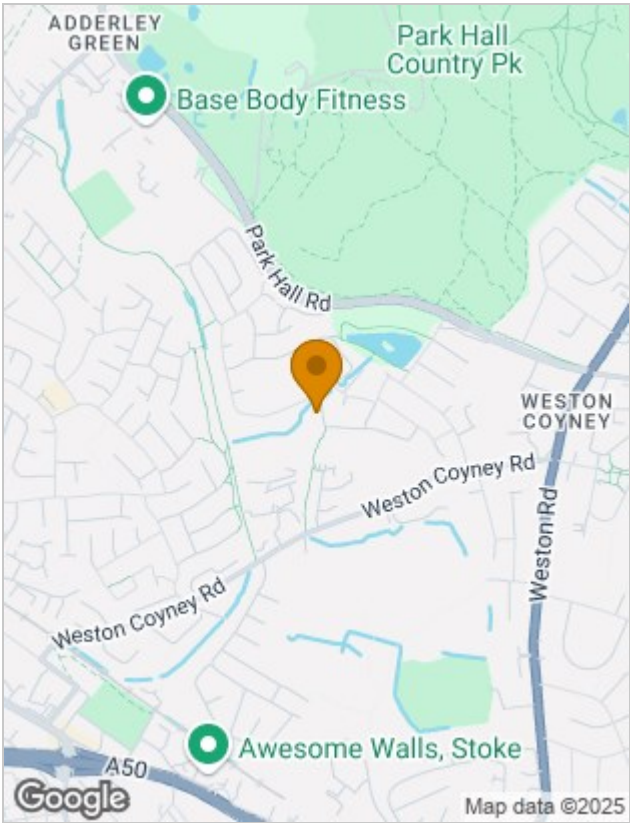 ADDERLEY
GREEN
Park Hall
Country Pk
Base Body Fitness
Park Hall Rd
WESTON
COYNEY
Weston Coyney Rd
Weston Rd
Weston Coyney Rd
Awesome Walls, Stoke
A50
Google
Map data ©2025